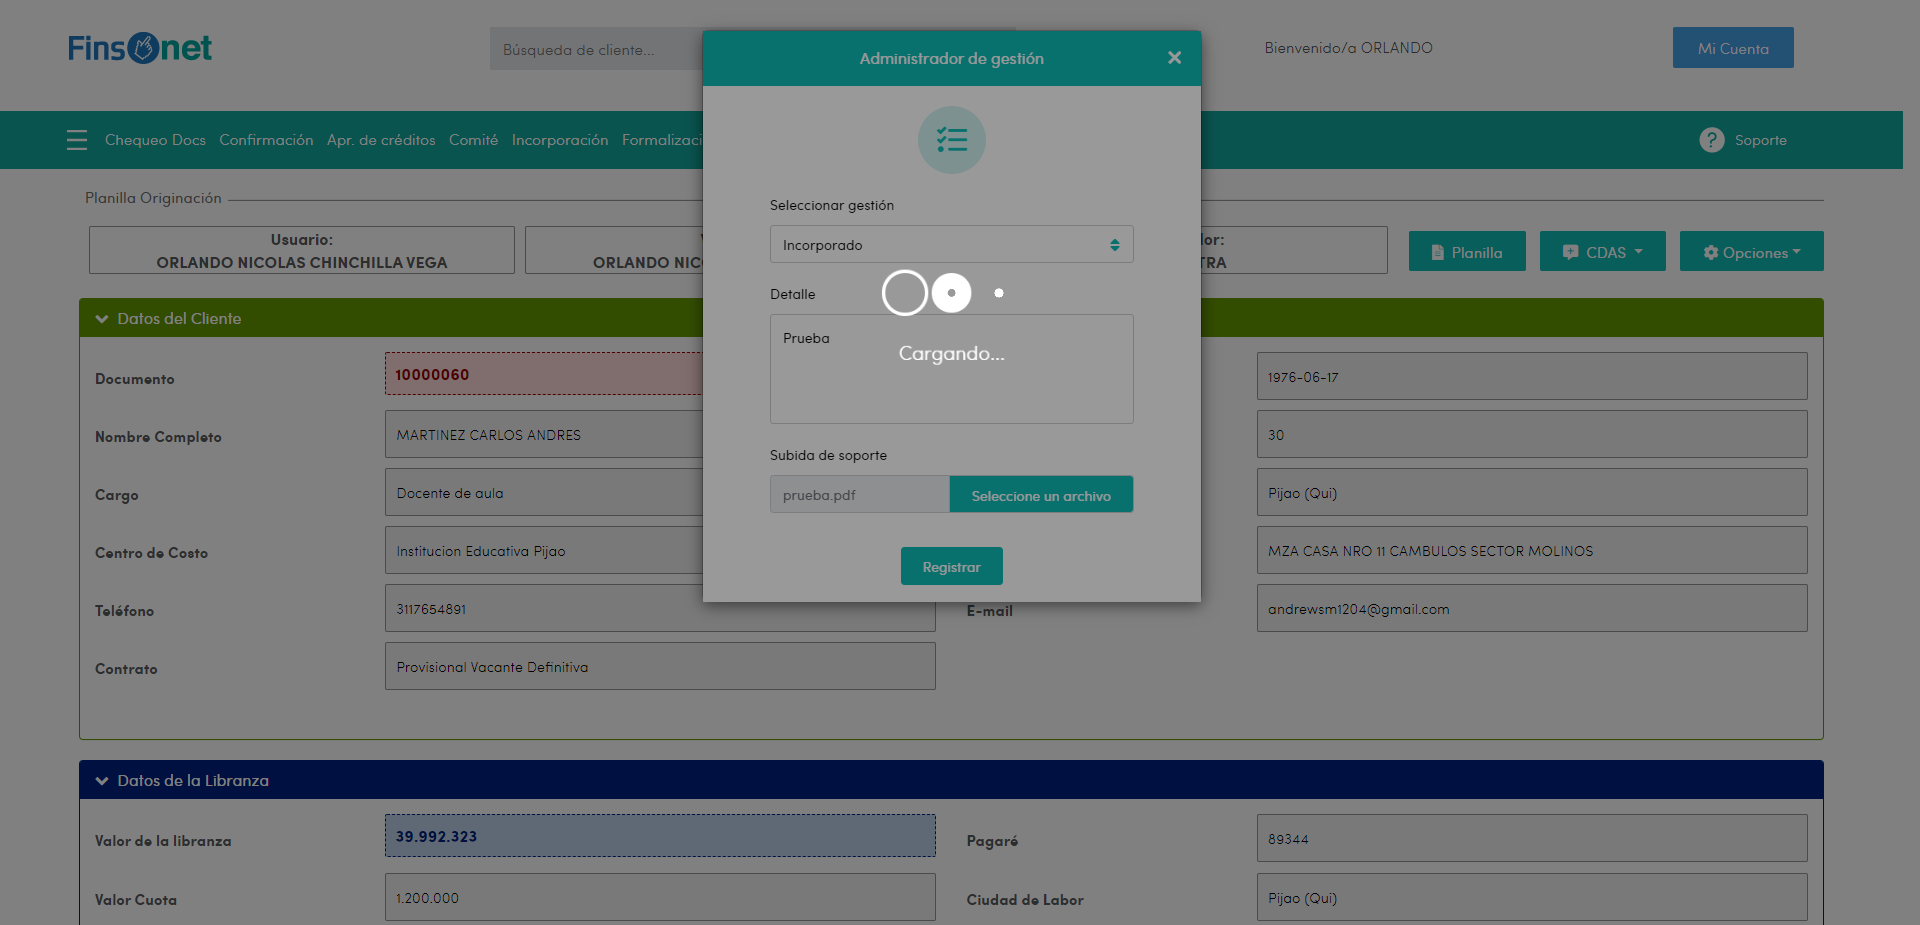 Finsonet
Búsqueda de cliente...
Bienvenido/a ORLANDO
Mi Cuenta
Administrador de gestión
Chequeo Docs
Confirmación
Apr. de créditos
Comité
Incorporación
Formalizaci
Soporte
Planilla Originación
Usuario:
ORLANDO NICOLAS CHINCHILLA VEGA
ORLANDO NIC
or:
TRA
Planilla
CDAS
Opciones
Seleccionar gestión
Incorporado
Detalle
Prueba
Cargando...
Subida de soporte
prueba.pdf
Seleccione un archivo
Registrar
Datos del Cliente
Documento
10000060
1976-06-17
Nombre Completo
MARTINEZ CARLOS ANDRES
30
Cargo
Docente de aula
Pijao (Qui)
Centro de Costo
Institucion Educativa Pijao
MZA CASA NRO 11 CAMBULOS SECTOR MOLINOS
Teléfono
3117654891
E-mail
andrewsm1204@gmail.com
Contrato
Provisional Vacante Definitiva
Datos de la Libranza
Valor de la libranza
39.992.323
Pagaré
89344
Valor Cuota
1.200.000
Ciudad de Labor
Pijao (Qui)